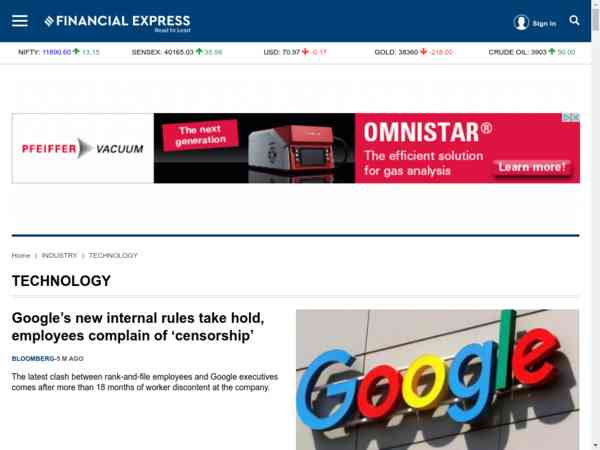 FINANCIAL EXPRESS
Read to Lead
Sign In
NIFTY: 11890.60 13.15 SENSEX: 40165.03 35.98 USD: 70.97 -0.17 GOLD: 38360 -218.00 CRUDE OIL: 3903 50.00
PFEIFFER VACUUM
The next
generation
OMNISTAR®
The efficient solution
for gas analysis
Learn more!
Home | INDUSTRY | TECHNOLOGY
TECHNOLOGY
Google’s new internal rules take hold,
employees complain of ‘censorship’
BLOOMBERG-5 M AGO
The latest clash between rank-and-file employees and Google executives
comes after more than 18 months of worker discontent at the company.
Google